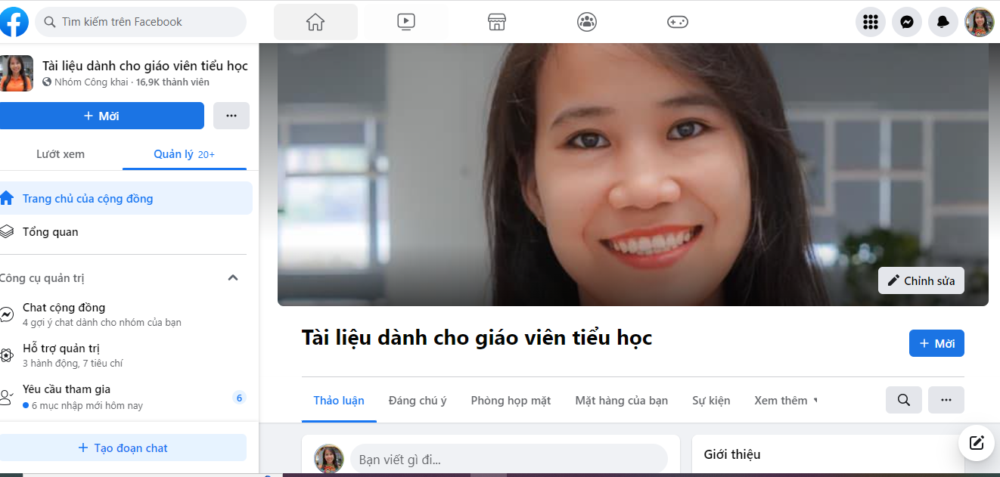 Tìm kiếm trên Facebook
Tài liệu dành cho giáo viên tiểu học
Nhóm Công khai · 16,9K thành viên
+ Mời
...
Lướt xem
Quản lý 20+
Trang chủ của cộng đồng
Tổng quan
Công cụ quản trị
Chat cộng đồng
4 gợi ý chat dành cho nhóm của bạn
Hỗ trợ quản trị
3 hành động, 7 tiêu chí
Yêu cầu tham gia
6 mục nhập mới hôm nay
6
+ Tạo đoạn chat
Chỉnh sửa
Tài liệu dành cho giáo viên tiểu học
+ Mời
Thảo luận
Đáng chú ý
Phòng họp mặt
Mặt hàng của bạn
Sự kiện
Xem thêm
...
Bạn viết gì đi...
Giới thiệu